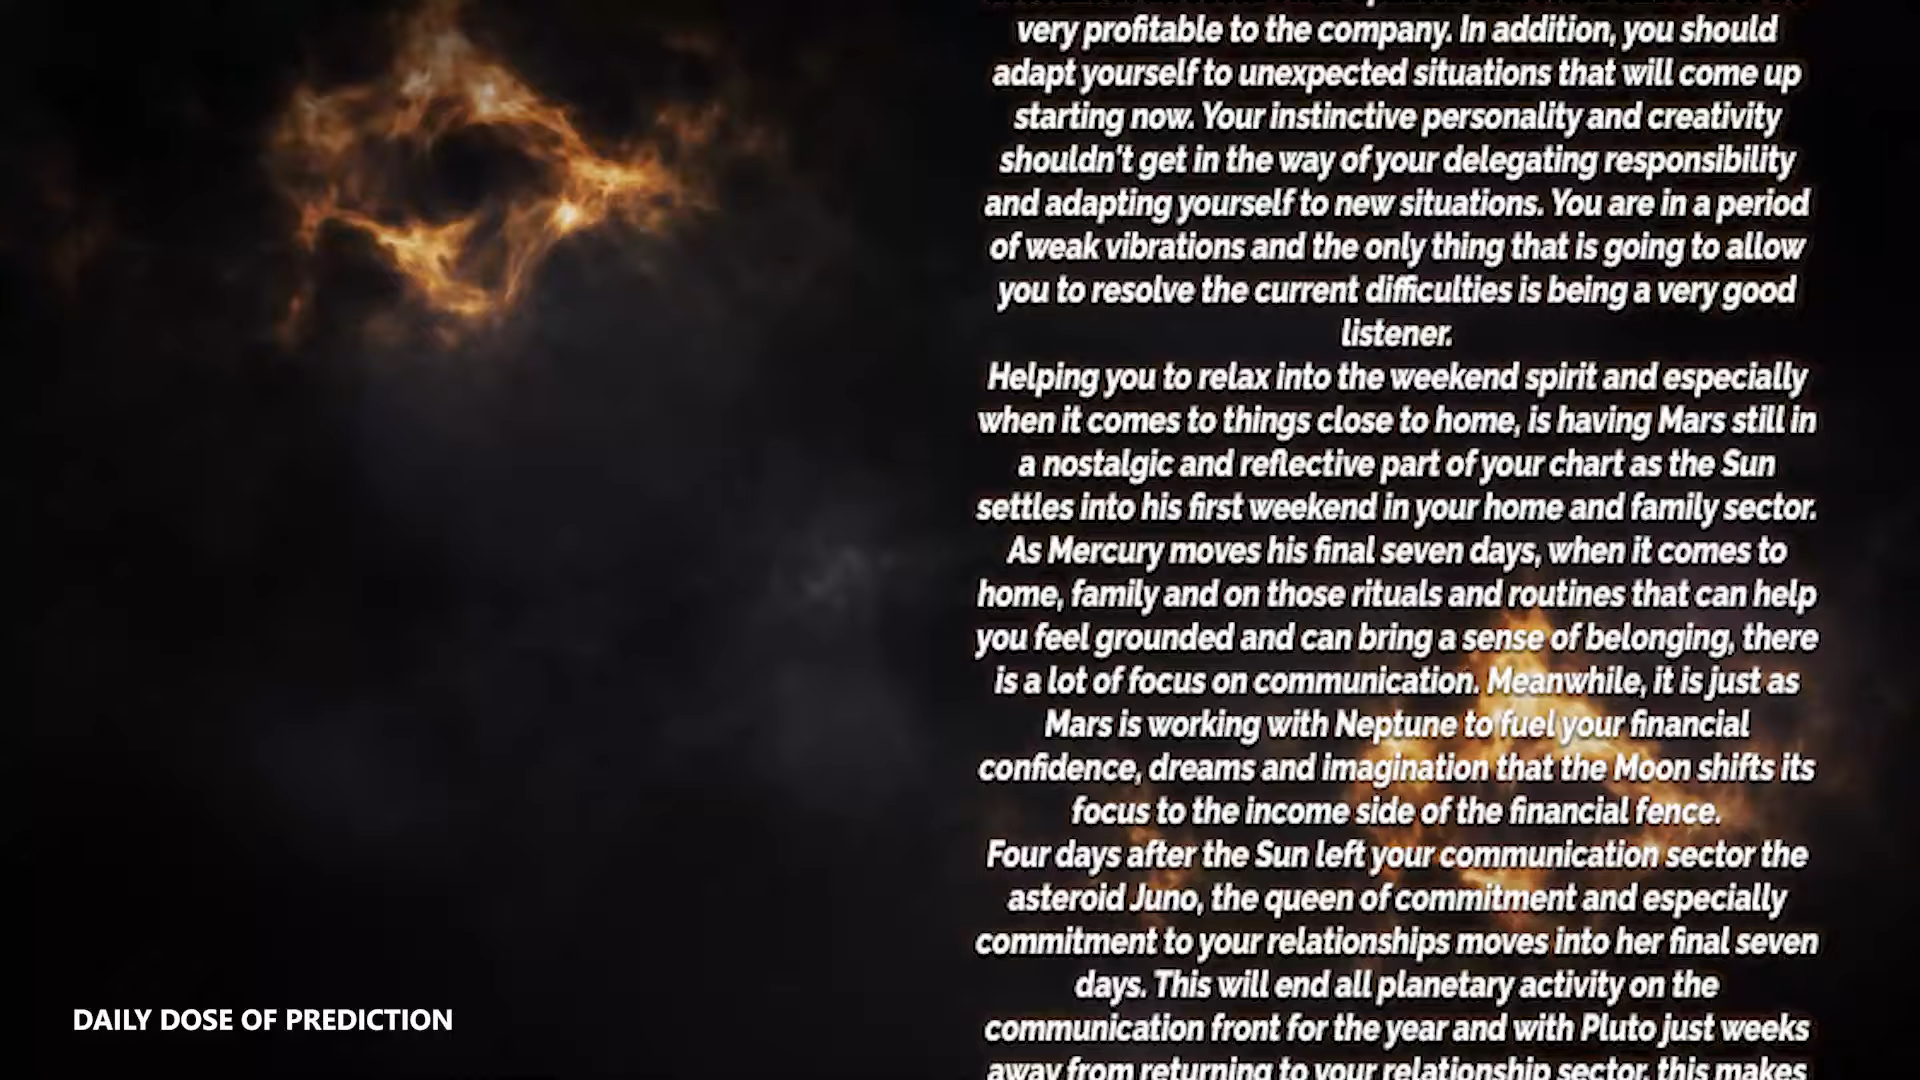 very profitable to the company. In addition, you should
adapt yourself to unexpected situations that will come up
starting now. Your instinctive personality and creativity
shouldn't get in the way of your delegating responsibility
and adapting yourself to new situations. You are in a period
of weak vibrations and the only thing that is going to allow
you to resolve the current difficulties is being a very good
listener.
Helping you to relax into the weekend spirit and especially
when it comes to things close to home, is having Mars still in
a nostalgic and reflective part of your chart as the Sun
settles into his first weekend in your home and family sector.
As Mercury moves his final seven days, when it comes to
home, family and on those rituals and routines that can help
you feel grounded and can bring a sense of belonging, there
is a lot of focus on communication. Meanwhile, it is just as
Mars is working with Neptune to fuel your financial
confidence, dreams and imagination that the Moon shifts its
focus to the income side of the financial fence.
Four days after the Sun left your communication sector the
asteroid Juno, the queen of commitment and especially
commitment to your relationships moves into her final seven
days. This will end all planetary activity on the
communication front for the year and with Pluto just weeks
away from returning to your relationship sector, this makes
DAILY DOSE OF PREDICTION